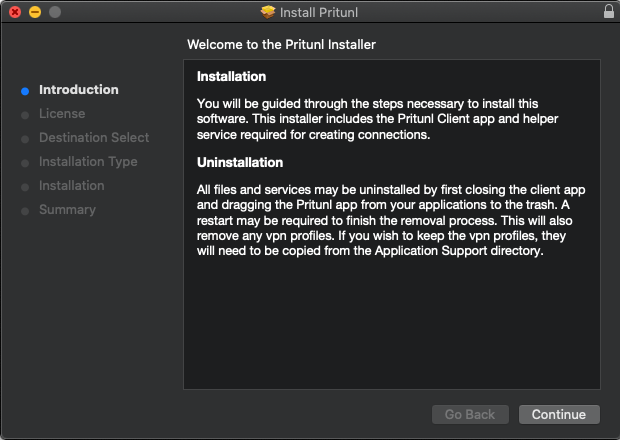 Install Pritunl
Welcome to the Pritunl Installer
Introduction
License
Destination Select
Installation Type
Installation
Summary
Installation
You will be guided through the steps necessary to install this
software. This installer includes the Pritunl Client app and helper
service required for creating connections.
Uninstallation
All files and services may be uninstalled by first closing the client app
and dragging the Pritunl app from your applications to the trash. A
restart may be required to finish the removal process. This will also
remove any vpn profiles. If you wish to keep the vpn profiles, they
will need to be copied from the Application Support directory.
Go Back
Continue